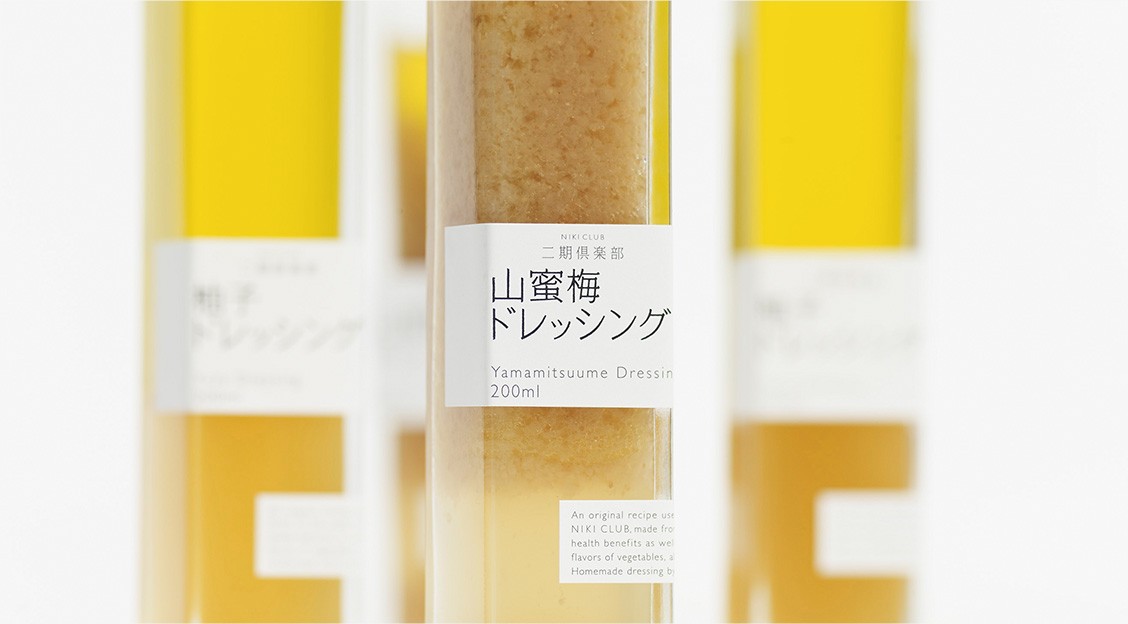 NIKI CLUB
二期倶楽部
山蜜梅
ドレッシング
Yamamitsuume Dressin
200ml
An original recipe use
NIKI CLUB, made fro
health benefits as wel
flavors of vegetables, a
Homemade dressing by
柚子
ドレッシング